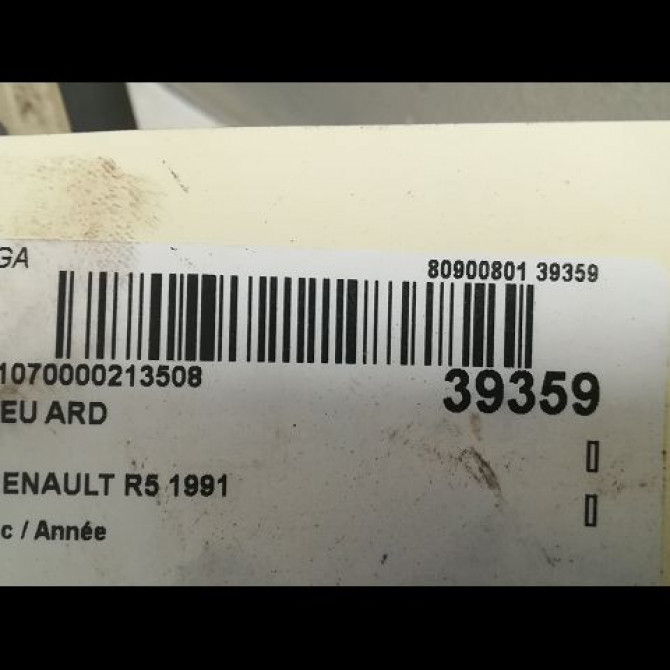 GA
80900801 39359
1070000213508
39359
EU ARD
ENAULT R5 1991
c / Année